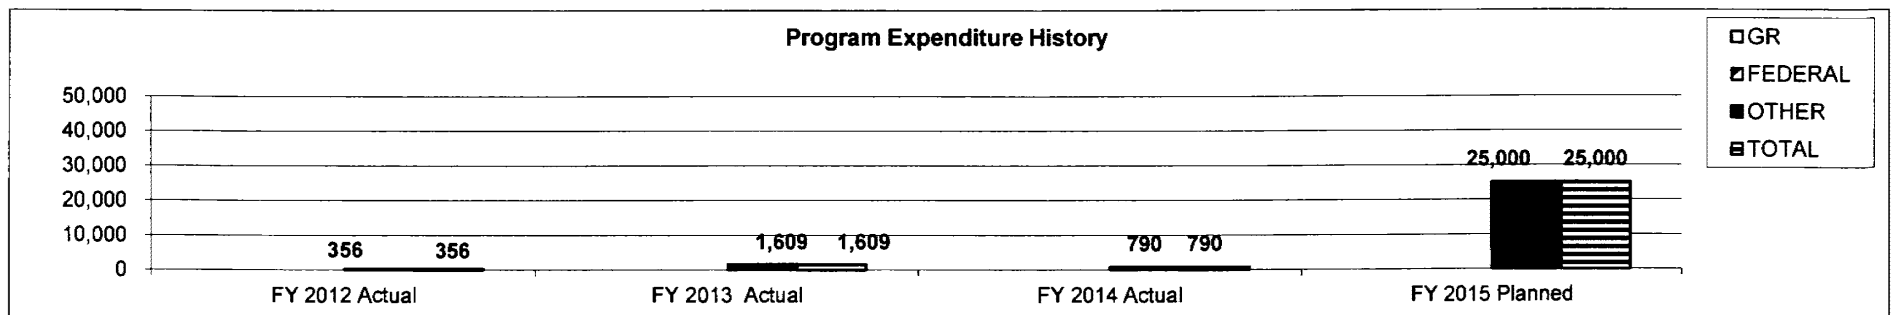 Program Expenditure History
GR
FEDERAL
OTHER
TOTAL
50,000
40,000
30,000
20,000
10,000
0
356 356
1,609 1,609
790 790
25,000 25,000
FY 2012 Actual
FY 2013 Actual
FY 2014 Actual
FY 2015 Planned